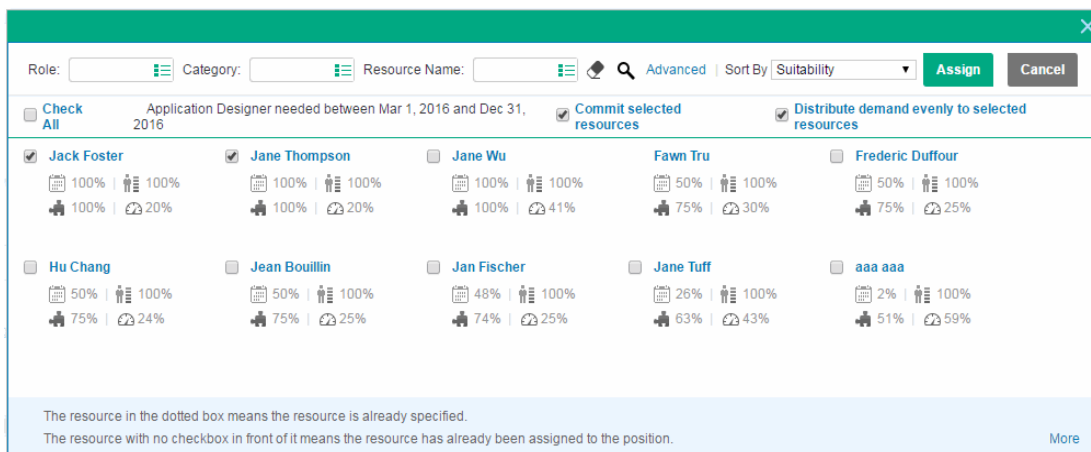 Role: Category: Resource Name: Advanced | Sort By Suitability Assign Cancel
Check All Application Designer needed between Mar 1, 2016 and Dec 31, 2016 Commit selected resources Distribute demand evenly to selected resources
Jack Foster Jane Thompson Jane Wu Fawn Tru Frederic Duffour
100% | 100% 100% | 100% 100% | 100% 50% | 100% 50% | 100%
100% | 20% 100% | 20% 100% | 41% 75% | 30% 75% | 25%
Hu Chang Jean Bouillin Jan Fischer Jane Tuff aaa aaa
50% | 100% 50% | 100% 48% | 100% 26% | 100% 2% | 100%
75% | 24% 75% | 25% 74% | 25% 63% | 43% 51% | 59%
The resource in the dotted box means the resource is already specified.
The resource with no checkbox in front of it means the resource has already been assigned to the position. More